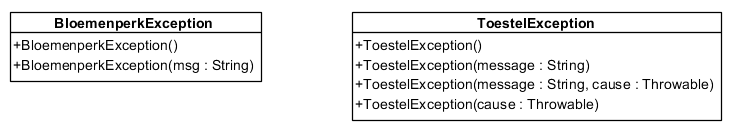 BloemenperkException
+BloemenperkException()
+BloemenperkException(msg : String)
ToestelException
+ToestelException()
+ToestelException(message : String)
+ToestelException(message : String, cause : Throwable)
+ToestelException(cause : Throwable)